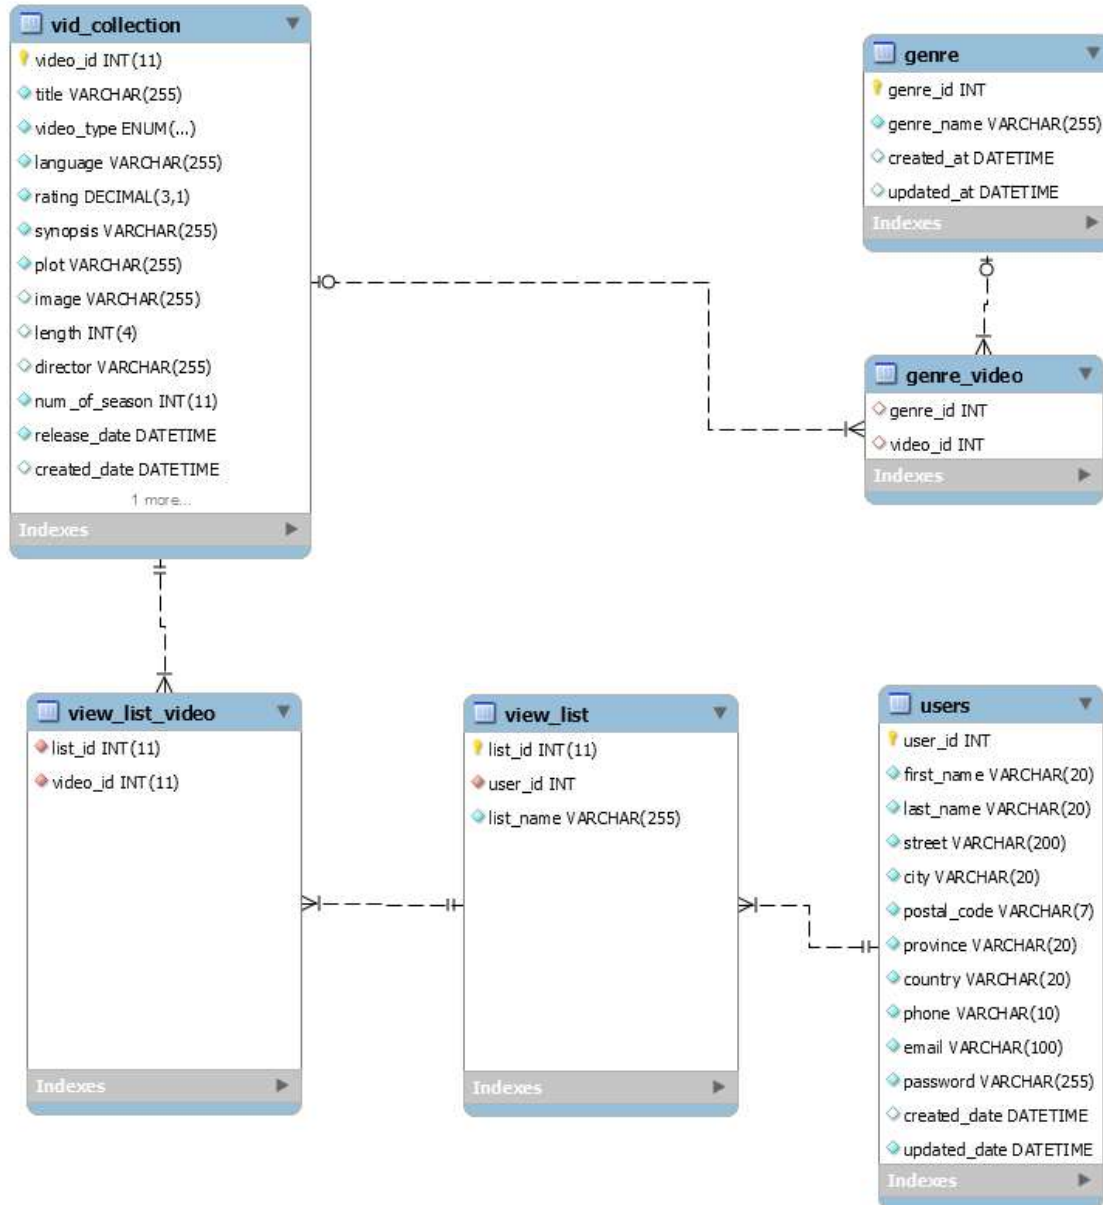 vid_collection
video_id INT(11)
title VARCHAR(255)
video_type ENUM(...)
language VARCHAR(255)
rating DECIMAL(3,1)
synopsis VARCHAR(255)
plot VARCHAR(255)
image VARCHAR(255)
length INT(4)
director VARCHAR(255)
num_of_season INT(11)
release_date DATETIME
created_date DATETIME
1 more...
Indexes
genre
genre_id INT
genre_name VARCHAR(255)
created_at DATETIME
updated_at DATETIME
Indexes
genre_video
genre_id INT
video_id INT
Indexes
view_list_video
list_id INT(11)
video_id INT(11)
Indexes
view_list
list_id INT(11)
user_id INT
list_name VARCHAR(255)
Indexes
users
user_id INT
first_name VARCHAR(20)
last_name VARCHAR(20)
street VARCHAR(200)
city VARCHAR(20)
postal_code VARCHAR(7)
province VARCHAR(20)
country VARCHAR(20)
phone VARCHAR(10)
email VARCHAR(100)
password VARCHAR(255)
created_date DATETIME
updated_date DATETIME
Indexes